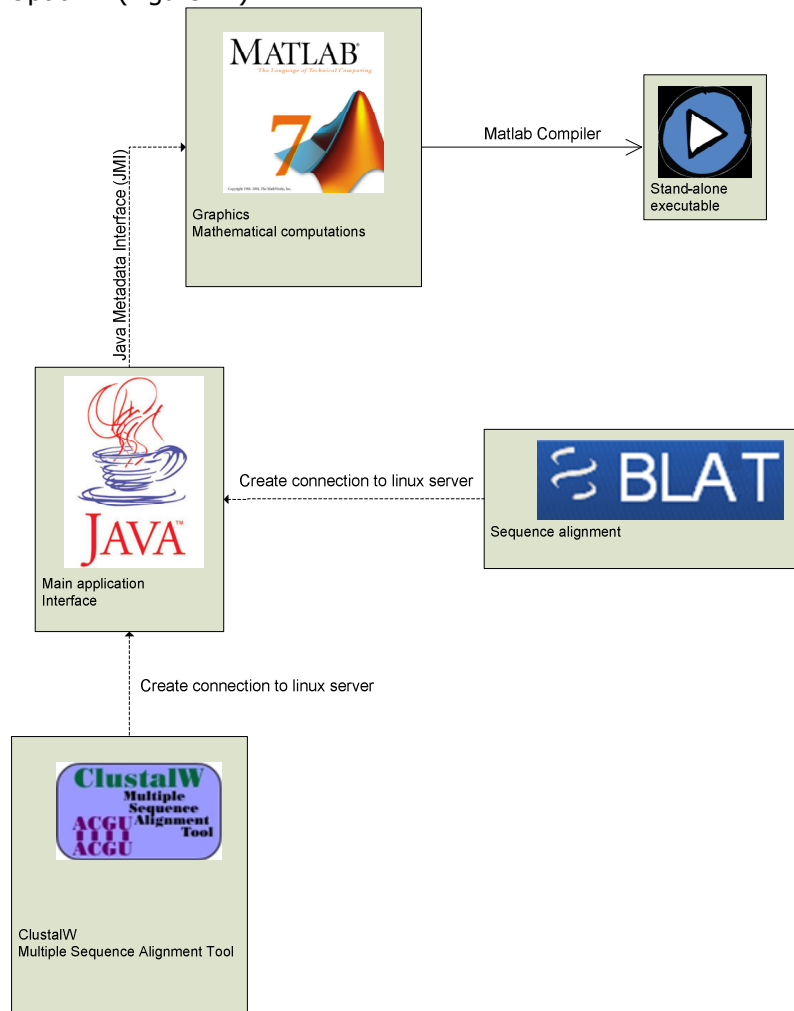 MATLAB®
The Language of Technical Computing
7
Graphics
Mathematical computations
Matlab Compiler
Stand-alone
executable
Java Metadata Interface (JMI)
JAVA™
Main application
Interface
Create connection to linux server
BLAT
Sequence alignment
Create connection to linux server
ClustalW
Multiple
Sequence
Alignment
Tool
ACGU
ACGU
ClustalW
Multiple Sequence Alignment Tool